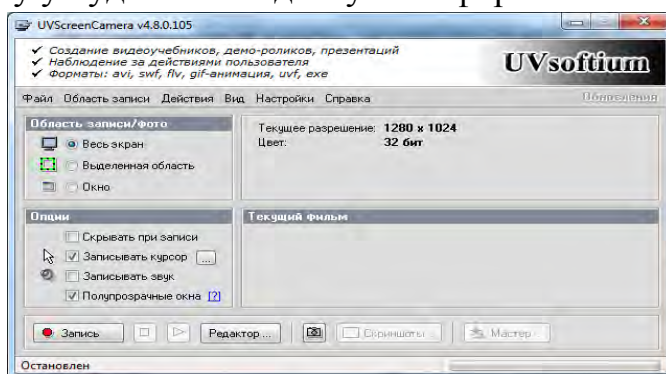 UVScreenCamera v4.8.0.105
✓ Создание видеоучебников, демо-роликов, презентаций
✓ Наблюдение за действиями пользователя
✓ Форматы: avi, swf, flv, gif-анимация, uvf, exe
UVsoftium
Файл Область записи Действия Вид Настройки Справка Обновления
Область записи/фото
Весь экран
Выделенная область
Окно
Текущее разрешение: 1280 x 1024
Цвет: 32 бит
Опции
Скрывать при записи
Записывать курсор ...
Записывать звук
Полупрозрачные окна [?]
Текущий фильм
Запись Редактор ... Скриншоты ... Мастер ...
Остановлен